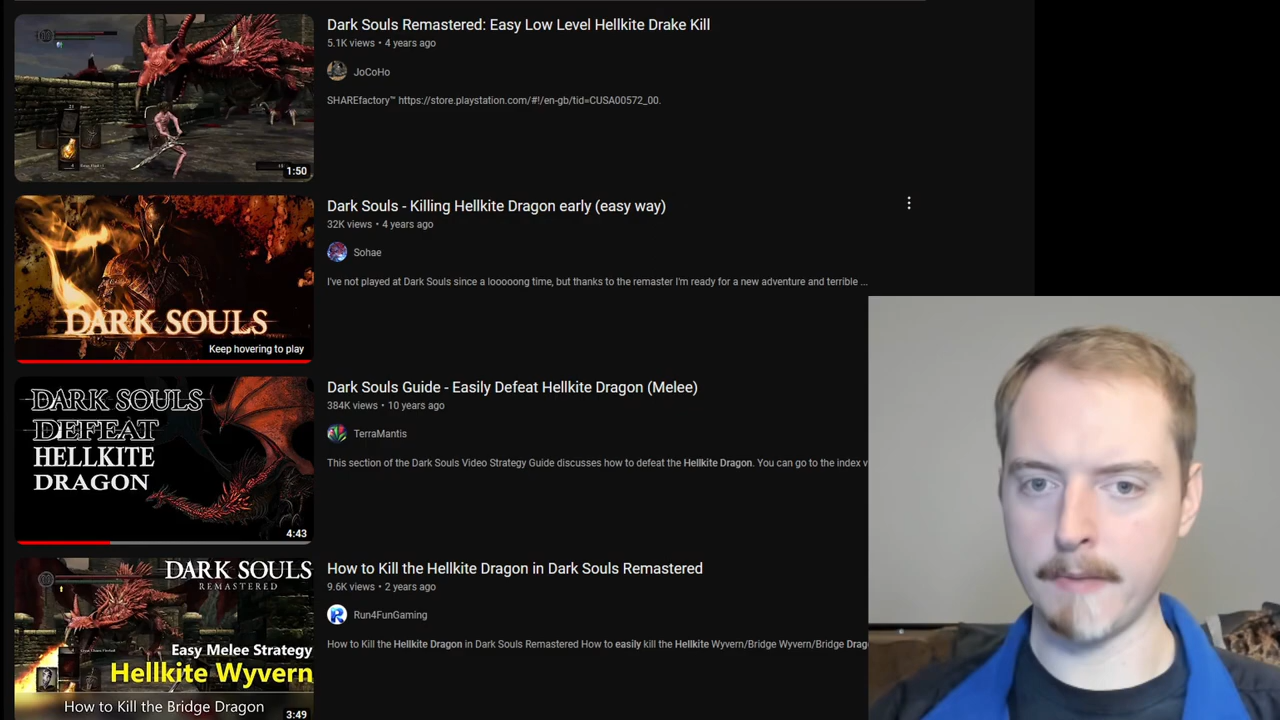 Dark Souls Remastered: Easy Low Level Hellkite Drake Kill
5.1K views • 4 years ago
JoCoHo
SHAREfactory™ https://store.playstation.com/#!/en-gb/tid=CUSA00572_00.
1:50
Dark Souls - Killing Hellkite Dragon early (easy way)
32K views • 4 years ago
Sohae
I've not played at Dark Souls since a looooong time, but thanks to the remaster I'm ready for a new adventure and terrible ...
DARK SOULS
Keep hovering to play
Dark Souls Guide - Easily Defeat Hellkite Dragon (Melee)
384K views • 10 years ago
TerraMantis
This section of the Dark Souls Video Strategy Guide discusses how to defeat the Hellkite Dragon. You can go to the index v
DARK SOULS
DEFEAT
HELLKITE
DRAGON
4:43
How to Kill the Hellkite Dragon in Dark Souls Remastered
9.6K views • 2 years ago
Run4FunGaming
How to Kill the Hellkite Dragon in Dark Souls Remastered How to easily kill the Hellkite Wyvern/Bridge Wyvern/Bridge Drag
DARK SOULS
REMASTERED
Easy Melee Strategy
Hellkite Wyvern
How to Kill the Bridge Dragon
3:49